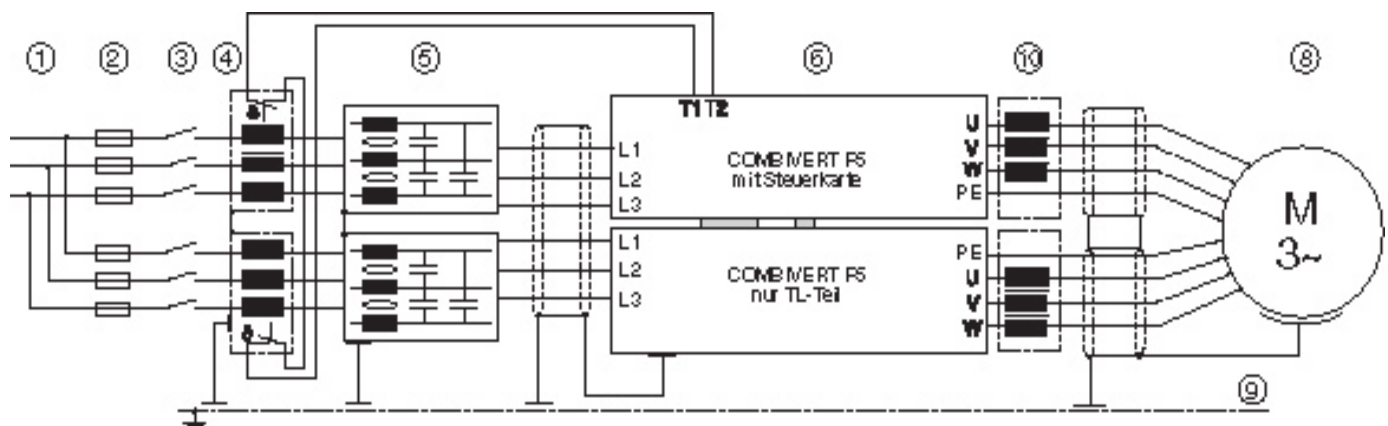 ① ② ③ ④ ⑤ ⑥ ⑩ ⑧
T1 T2
L1
L2
L3
COMBIVERT F5
mit Steuerkarte
U
V
W
PE
L1
L2
L3
COMBIVERT F5
nur TL-Teil
PE
U
V
W
M
3~
⑨